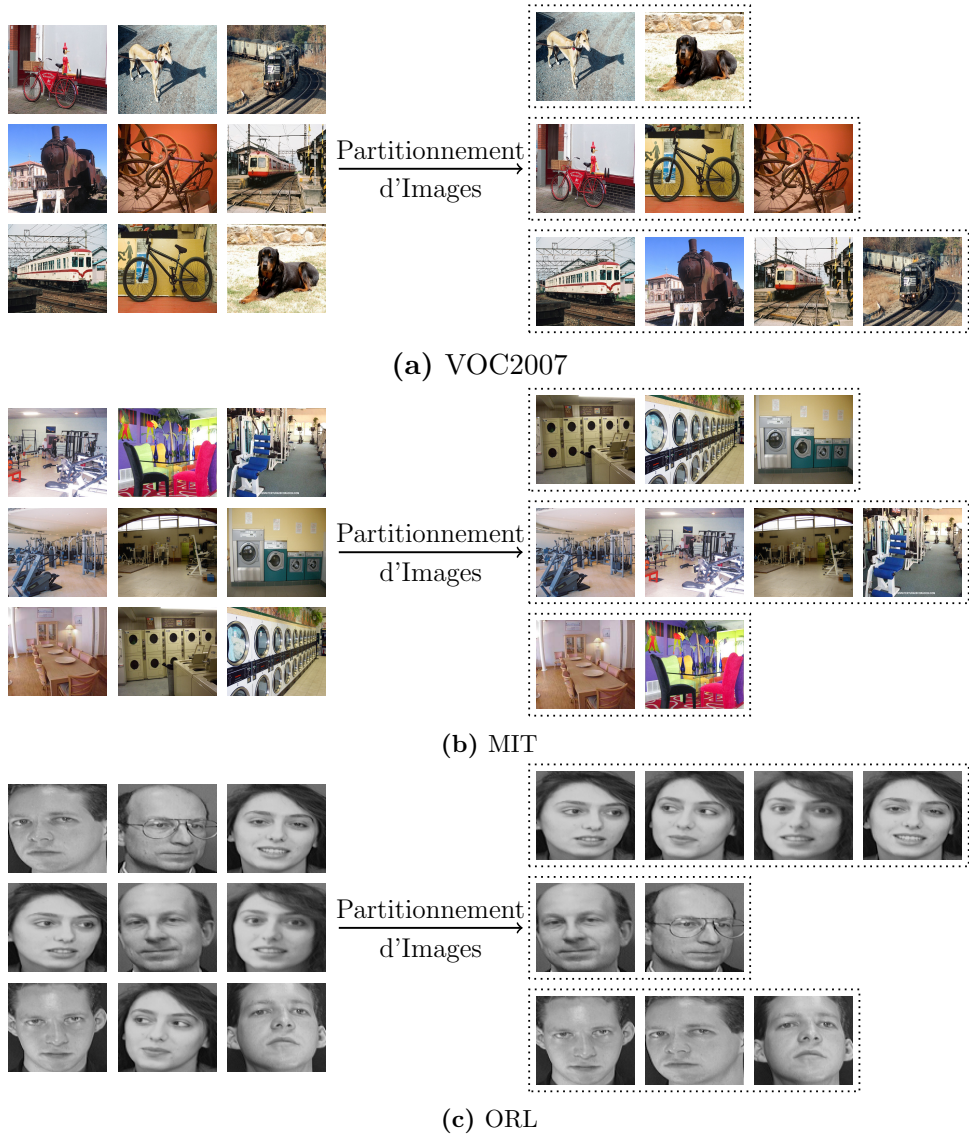 Partitionnement
d'Images
(a) VOC2007
Partitionnement
d'Images
(b) MIT
Partitionnement
d'Images
(c) ORL